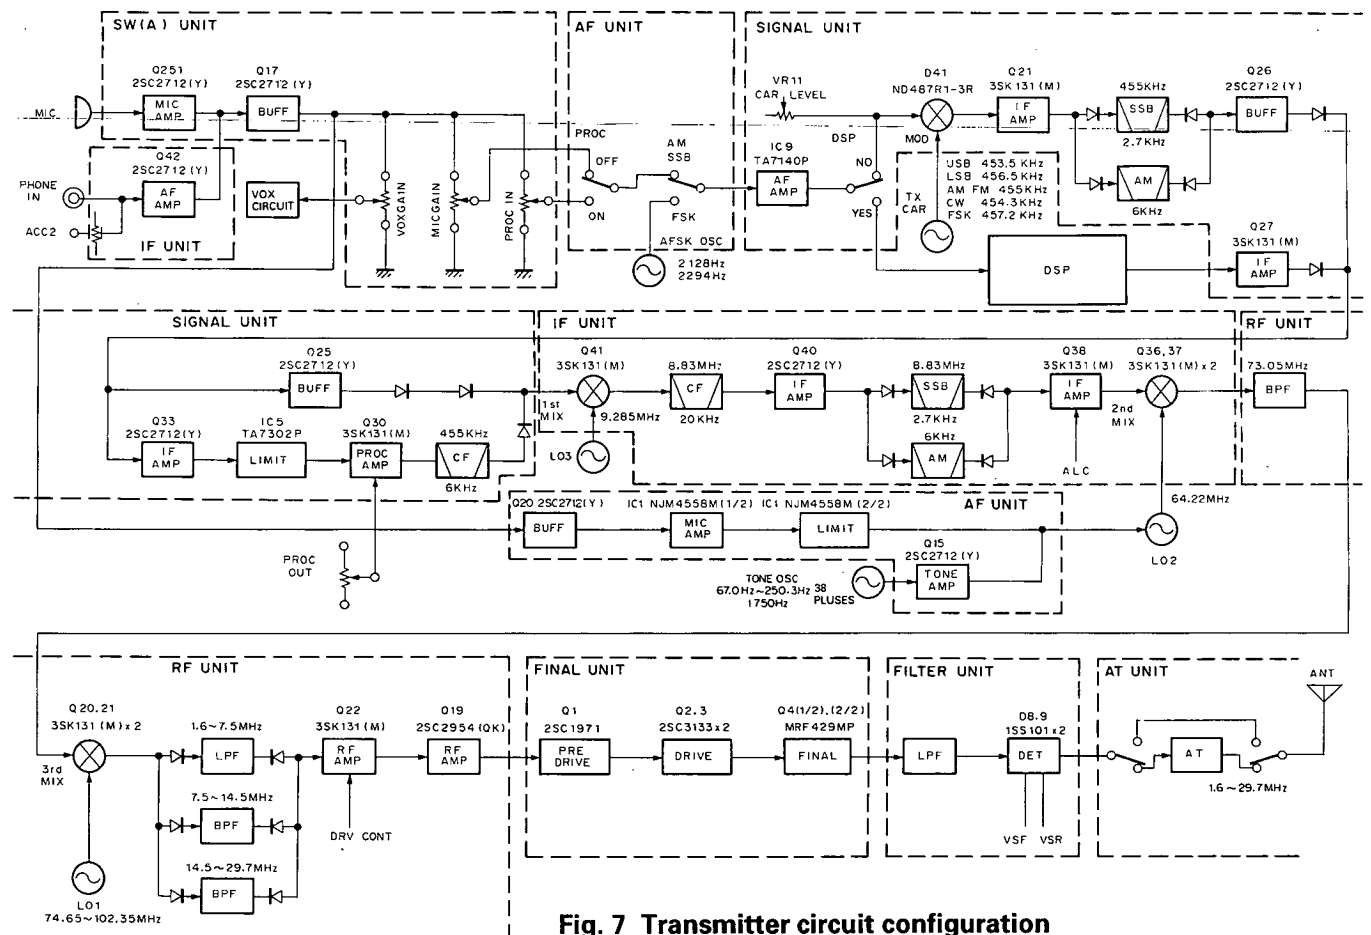 SW(A) UNIT
AF UNIT
SIGNAL UNIT
Q251
2SC2712(Y)
MIC AMP
Q17
2SC2712(Y)
BUFF
MIC
Q42
2SC2712(Y)
AF AMP
PHONE IN
ACC2
IF UNIT
VOX CIRCUIT
VOXGAIN
MICGAIN
PROC IN
PROC
OFF
ON
AM
SSB
FSK
AFSK OSC
2128Hz
2294Hz
VR11
CAR LEVEL
IC9
TA7140P
AF AMP
DSP
NO
YES
D41
ND487R1-3R
MOD
TX CAR
USB 453.5KHz
LSB 456.5KHz
AM FM 455KHz
CW 454.3KHz
FSK 457.2KHz
Q21
3SK131(M)
IF AMP
455KHz
SSB
2.7KHz
AM
6KHz
Q26
2SC2712(Y)
BUFF
DSP
Q27
3SK131(M)
IF AMP
SIGNAL UNIT
IF UNIT
RF UNIT
Q25
2SC2712(Y)
BUFF
Q33
2SC2712(Y)
IF AMP
IC5
TA7302P
LIMIT
Q30
3SK131(M)
PROC AMP
455KHz
CF
6KHz
PROC OUT
Q41
3SK131(M)
1st MIX
9.285MHz
LO3
8.83MHz
CF
20KHz
Q40
2SC2712(Y)
IF AMP
8.83MHz
SSB
2.7KHz
6KHz
AM
Q38
3SK131(M)
IF AMP
ALC
Q36,37
3SK131(M)x2
2nd MIX
64.22MHz
LO2
73.05MHz
BPF
AF UNIT
Q20 2SC2712(Y)
BUFF
IC1 NJM4558M(1/2)
MIC AMP
IC1 NJM4558M(2/2)
LIMIT
Q15
2SC2712(Y)
TONE AMP
TONE OSC
67.0Hz~250.3Hz 38
1750Hz PLUSES
RF UNIT
FINAL UNIT
FILTER UNIT
AT UNIT
Q20.21
3SK131(M)x2
3rd MIX
LO1
74.65~102.35MHz
1.6~7.5MHz
LPF
7.5~14.5MHz
BPF
14.5~29.7MHz
BPF
Q22
3SK131(M)
RF AMP
DRV CONT
Q19
2SC2954(QK)
RF AMP
Q1
2SC1971
PRE DRIVE
Q2.3
2SC3133x2
DRIVE
Q4(1/2),(2/2)
MRF429MP
FINAL
LPF
D8.9
1SS101x2
DET
VSF
VSR
AT
1.6~29.7MHz
ANT
Fig. 7 Transmitter circuit configuration